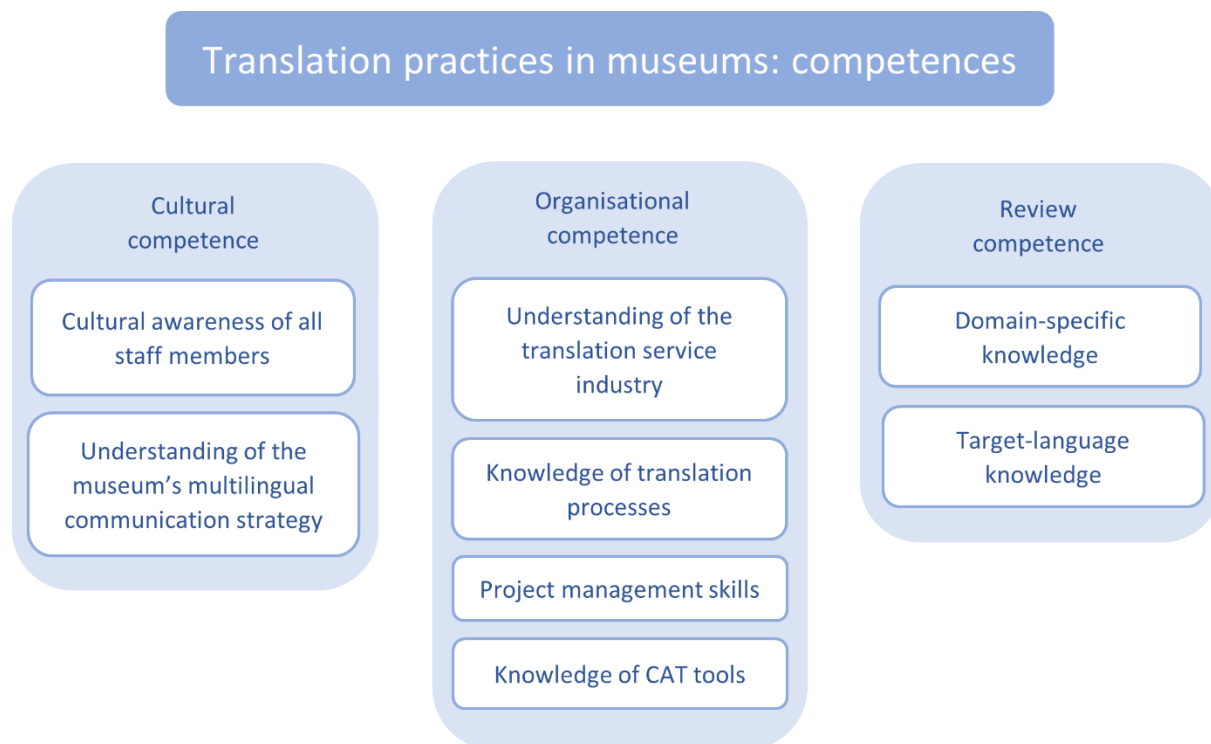 Translation practices in museums: competences
Cultural
competence
Cultural awareness of all
staff members
Understanding of the
museum’s multilingual
communication strategy
Organisational
competence
Understanding of the
translation service
industry
Knowledge of translation
processes
Project management skills
Knowledge of CAT tools
Review
competence
Domain-specific
knowledge
Target-language
knowledge